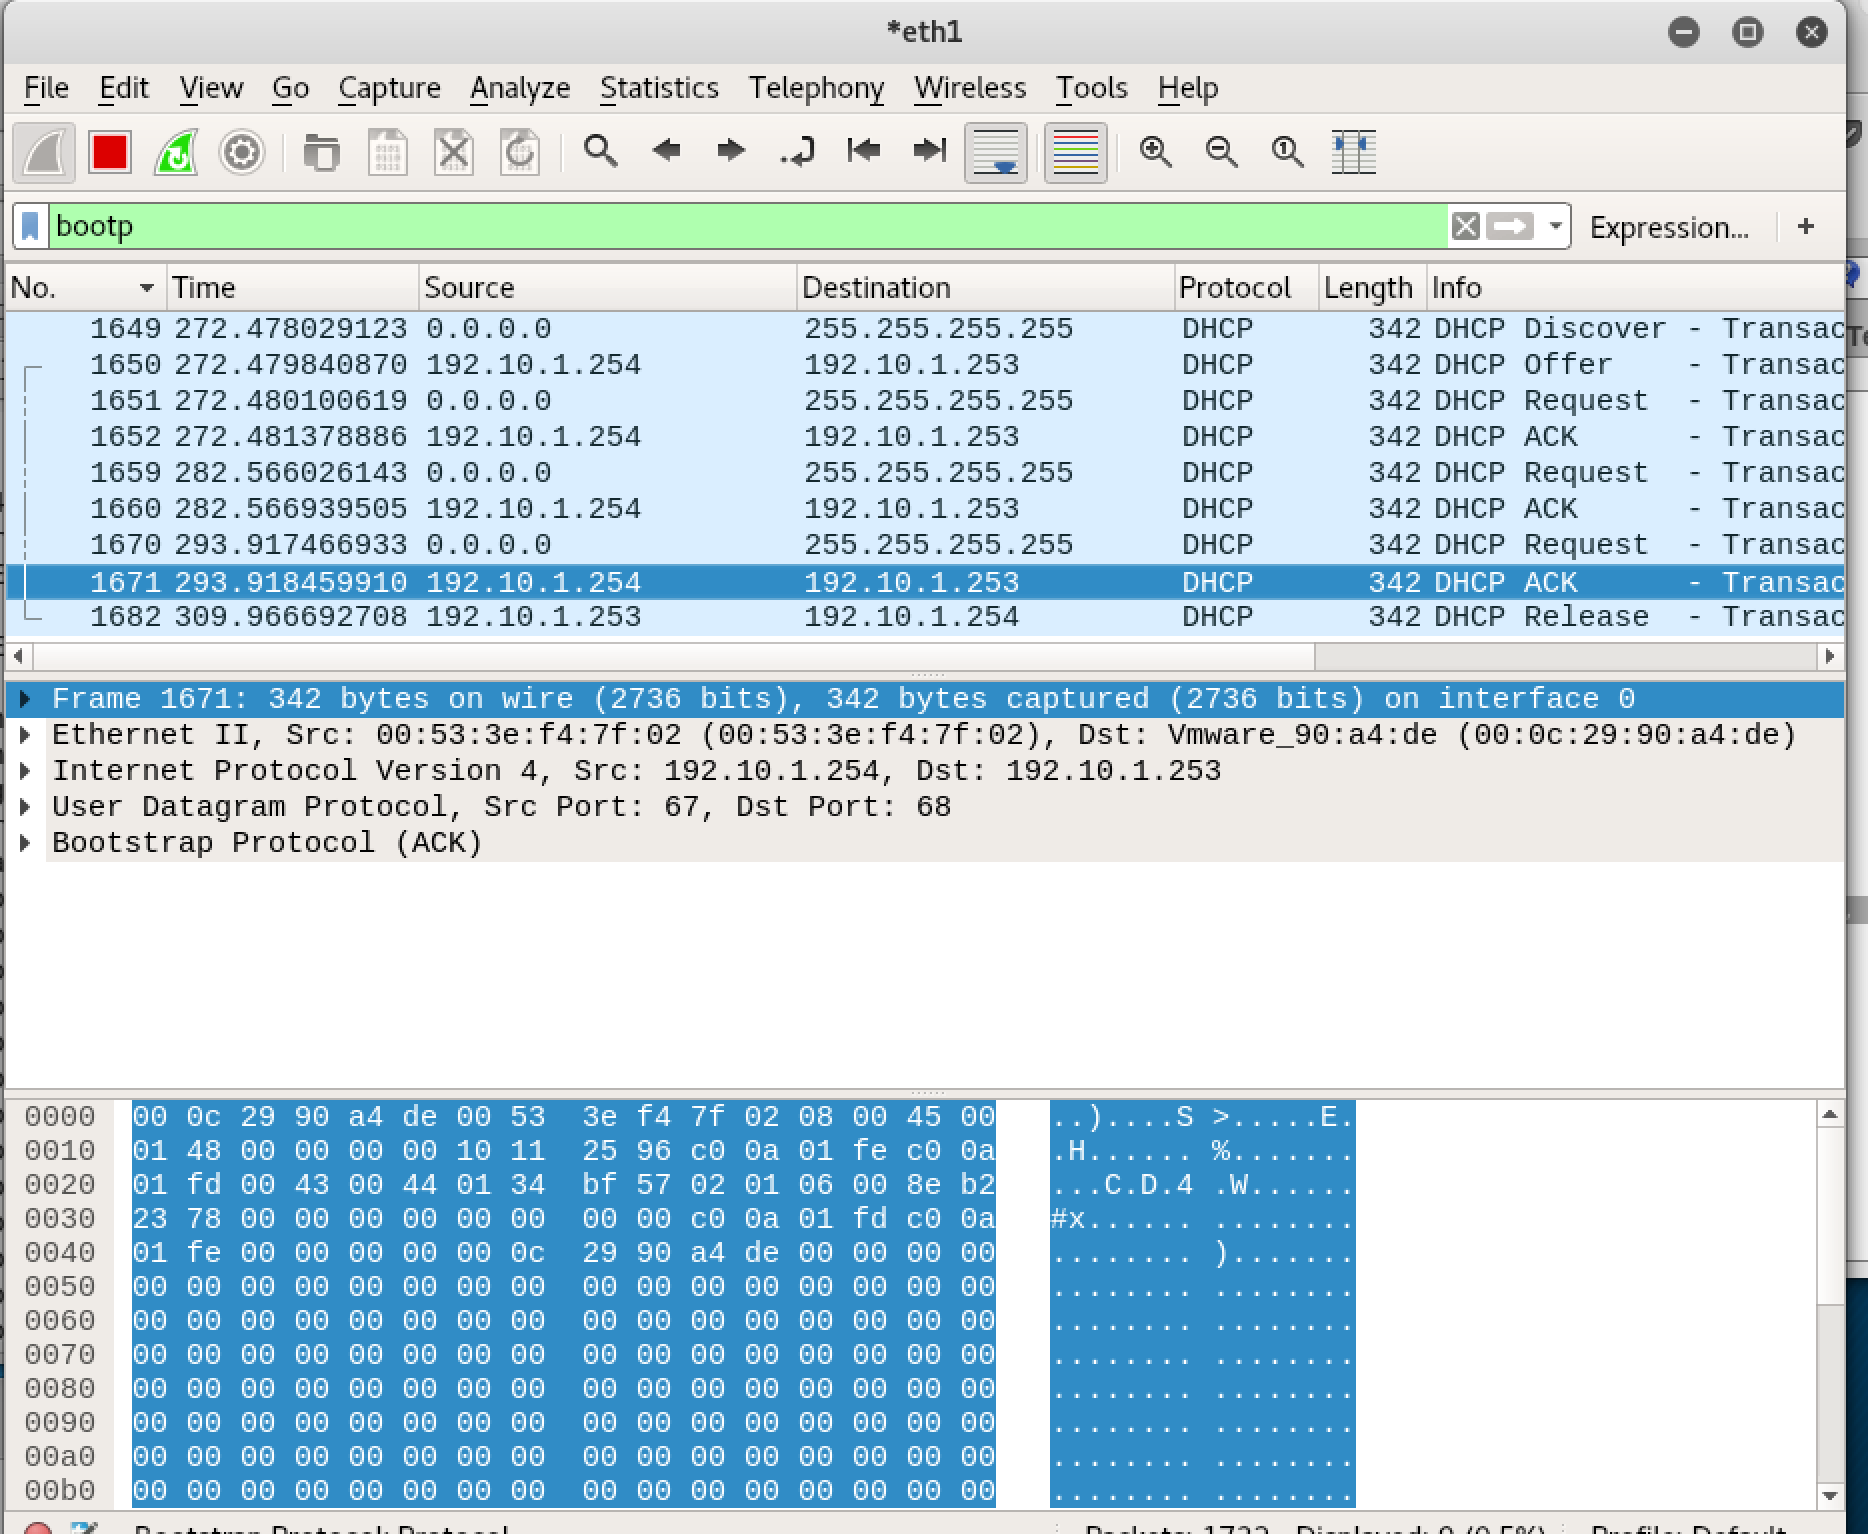 *eth1
File Edit View Go Capture Analyze Statistics Telephony Wireless Tools Help
bootp Expression... +
No. Time Source Destination Protocol Length Info
1649 272.478029123 0.0.0.0 255.255.255.255 DHCP 342 DHCP Discover - Transac
1650 272.479840870 192.10.1.254 192.10.1.253 DHCP 342 DHCP Offer - Transac
1651 272.480100619 0.0.0.0 255.255.255.255 DHCP 342 DHCP Request - Transac
1652 272.481378886 192.10.1.254 192.10.1.253 DHCP 342 DHCP ACK - Transac
1659 282.566026143 0.0.0.0 255.255.255.255 DHCP 342 DHCP Request - Transac
1660 282.566939505 192.10.1.254 192.10.1.253 DHCP 342 DHCP ACK - Transac
1670 293.917466933 0.0.0.0 255.255.255.255 DHCP 342 DHCP Request - Transac
1671 293.918459910 192.10.1.254 192.10.1.253 DHCP 342 DHCP ACK - Transac
1682 309.966692708 192.10.1.253 192.10.1.254 DHCP 342 DHCP Release - Transac
Frame 1671: 342 bytes on wire (2736 bits), 342 bytes captured (2736 bits) on interface 0
Ethernet II, Src: 00:53:3e:f4:7f:02 (00:53:3e:f4:7f:02), Dst: Vmware_90:a4:de (00:0c:29:90:a4:de)
Internet Protocol Version 4, Src: 192.10.1.254, Dst: 192.10.1.253
User Datagram Protocol, Src Port: 67, Dst Port: 68
Bootstrap Protocol (ACK)
0000 00 0c 29 90 a4 de 00 53 3e f4 7f 02 08 00 45 00 ..)....S >.....E.
0010 01 48 00 00 00 00 10 11 25 96 c0 0a 01 fe c0 0a .H...... %.......
0020 01 fd 00 43 00 44 01 34 bf 57 02 01 06 00 8e b2 ...C.D.4 .W......
0030 23 78 00 00 00 00 00 00 00 00 c0 0a 01 fd c0 0a #x...... ........
0040 01 fe 00 00 00 00 00 0c 29 90 a4 de 00 00 00 00 ........ ).......
0050 00 00 00 00 00 00 00 00 00 00 00 00 00 00 00 00 ........ ........
0060 00 00 00 00 00 00 00 00 00 00 00 00 00 00 00 00 ........ ........
0070 00 00 00 00 00 00 00 00 00 00 00 00 00 00 00 00 ........ ........
0080 00 00 00 00 00 00 00 00 00 00 00 00 00 00 00 00 ........ ........
0090 00 00 00 00 00 00 00 00 00 00 00 00 00 00 00 00 ........ ........
00a0 00 00 00 00 00 00 00 00 00 00 00 00 00 00 00 00 ........ ........
00b0 00 00 00 00 00 00 00 00 00 00 00 00 00 00 00 00 ........ ........
Bootstrap Protocol: Protocol Profile: Default